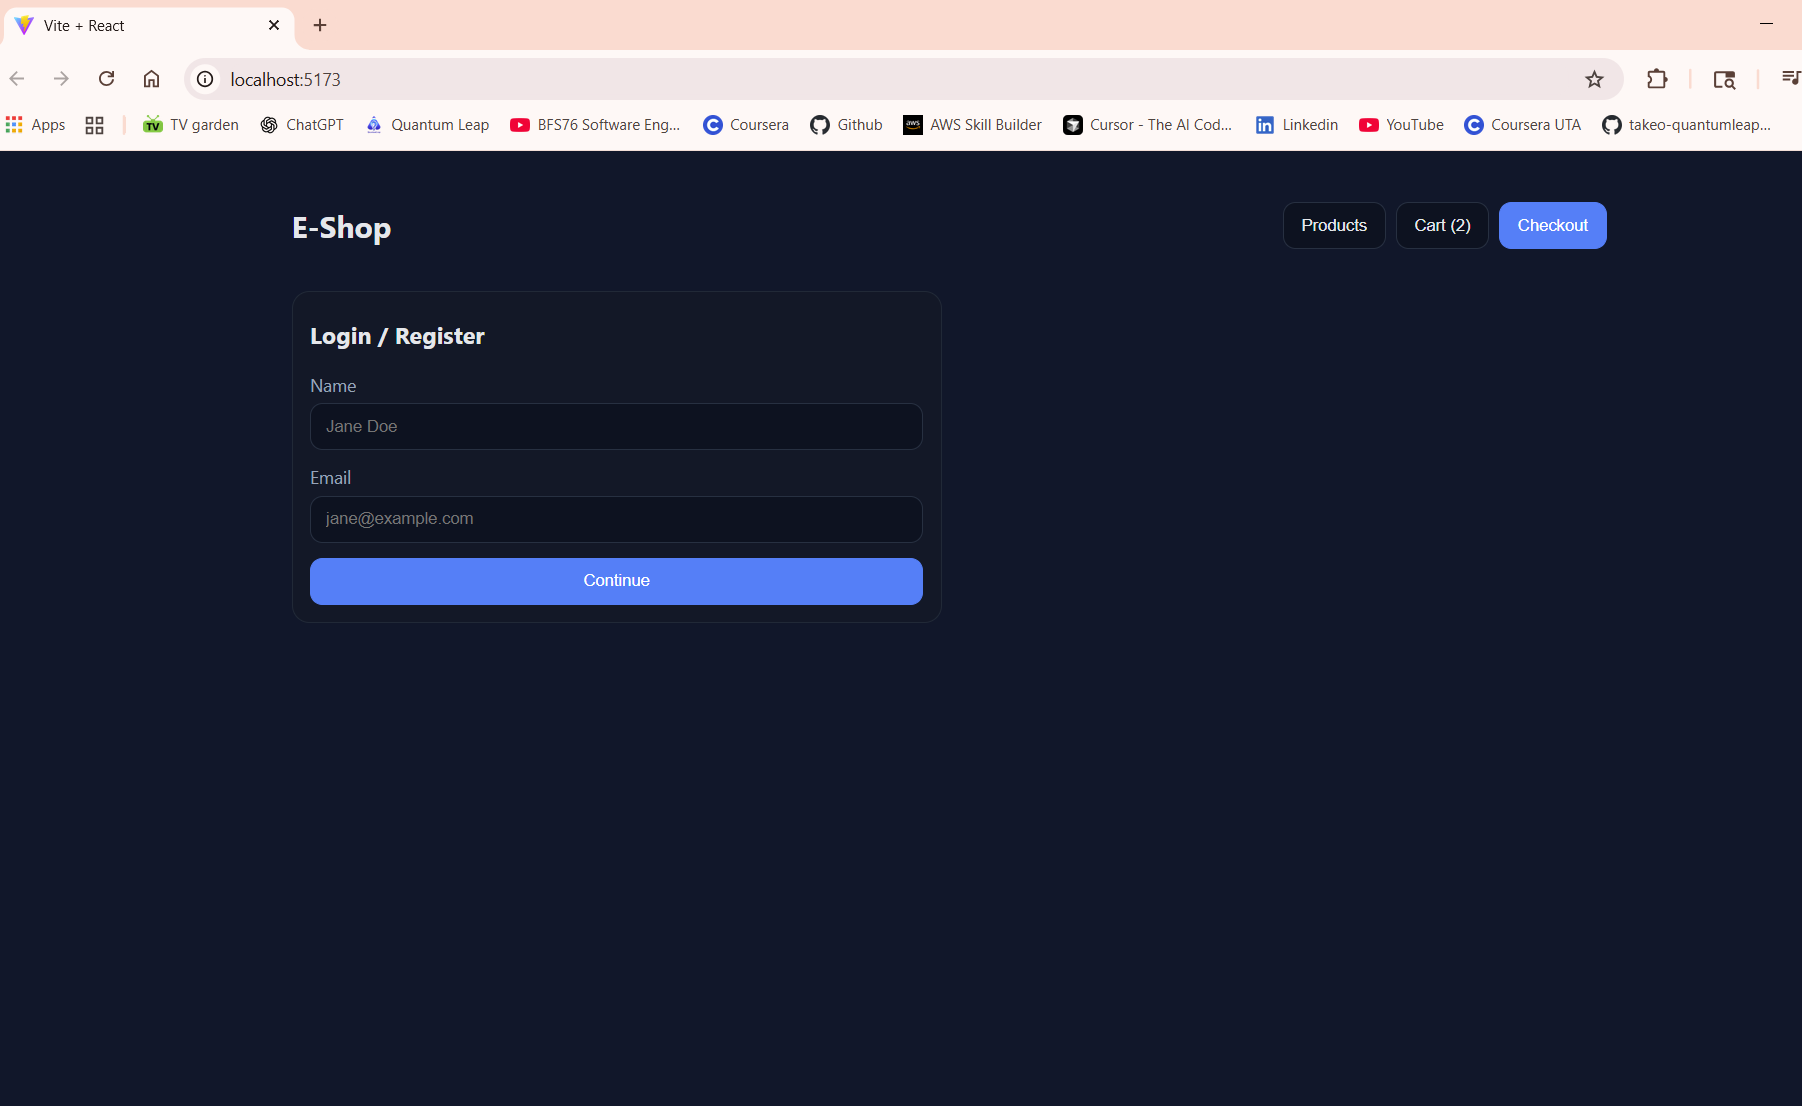 Vite + React
localhost:5173
Apps TV garden ChatGPT Quantum Leap BFS76 Software Eng... Coursera Github aws AWS Skill Builder Cursor - The AI Cod... Linkedin YouTube Coursera UTA takeo-quantumleap...
E-Shop Products Cart (2) Checkout
Login / Register
Name
Jane Doe
Email
jane@example.com
Continue